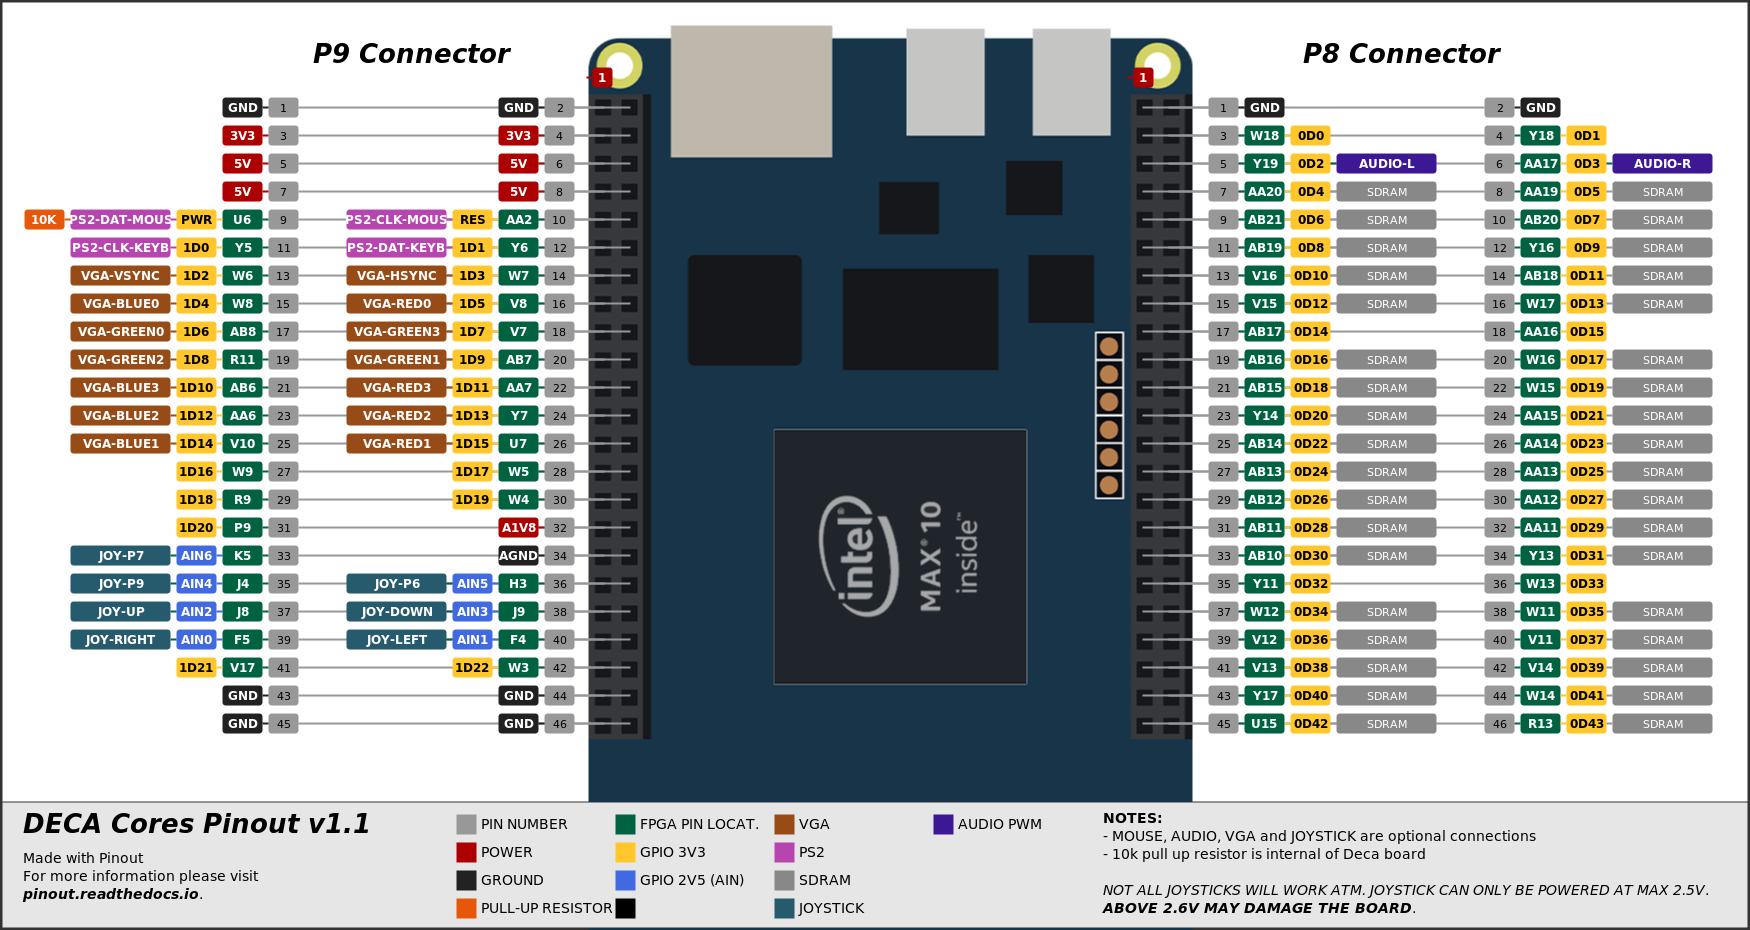 P9 Connector
P8 Connector
1
1
GND 1 GND 2
3V3 3 3V3 4
5V 5 5V 6
5V 7 5V 8
10K PS2-DAT-MOUS PWR U6 9 PS2-CLK-MOUS RES AA2 10
PS2-CLK-KEYB 1D0 Y5 11 PS2-DAT-KEYB 1D1 Y6 12
VGA-VSYNC 1D2 W6 13 VGA-HSYNC 1D3 W7 14
VGA-BLUE0 1D4 W8 15 VGA-RED0 1D5 V8 16
VGA-GREEN0 1D6 AB8 17 VGA-GREEN3 1D7 V7 18
VGA-GREEN2 1D8 R11 19 VGA-GREEN1 1D9 AB7 20
VGA-BLUE3 1D10 AB6 21 VGA-RED3 1D11 AA7 22
VGA-BLUE2 1D12 AA6 23 VGA-RED2 1D13 Y7 24
VGA-BLUE1 1D14 V10 25 VGA-RED1 1D15 U7 26
1D16 W9 27 1D17 W5 28
1D18 R9 29 1D19 W4 30
1D20 P9 31 A1V8 32
JOY-P7 AIN6 K5 33 AGND 34
JOY-P9 AIN4 J4 35 JOY-P6 AIN5 H3 36
JOY-UP AIN2 J8 37 JOY-DOWN AIN3 J9 38
JOY-RIGHT AIN0 F5 39 JOY-LEFT AIN1 F4 40
1D21 V17 41 1D22 W3 42
GND 43 GND 44
GND 45 GND 46
intel®
MAX® 10
inside™
1 GND 2 GND
3 W18 0D0 4 Y18 0D1
5 Y19 0D2 AUDIO-L 6 AA17 0D3 AUDIO-R
7 AA20 0D4 SDRAM 8 AA19 0D5 SDRAM
9 AB21 0D6 SDRAM 10 AB20 0D7 SDRAM
11 AB19 0D8 SDRAM 12 Y16 0D9 SDRAM
13 V16 0D10 SDRAM 14 AB18 0D11 SDRAM
15 V15 0D12 SDRAM 16 W17 0D13 SDRAM
17 AB17 0D14 18 AA16 0D15
19 AB16 0D16 SDRAM 20 W16 0D17 SDRAM
21 AB15 0D18 SDRAM 22 W15 0D19 SDRAM
23 Y14 0D20 SDRAM 24 AA15 0D21 SDRAM
25 AB14 0D22 SDRAM 26 AA14 0D23 SDRAM
27 AB13 0D24 SDRAM 28 AA13 0D25 SDRAM
29 AB12 0D26 SDRAM 30 AA12 0D27 SDRAM
31 AB11 0D28 SDRAM 32 AA11 0D29 SDRAM
33 AB10 0D30 SDRAM 34 Y13 0D31 SDRAM
35 Y11 0D32 36 W13 0D33
37 W12 0D34 SDRAM 38 W11 0D35 SDRAM
39 V12 0D36 SDRAM 40 V11 0D37 SDRAM
41 V13 0D38 SDRAM 42 V14 0D39 SDRAM
43 Y17 0D40 SDRAM 44 W14 0D41 SDRAM
45 U15 0D42 SDRAM 46 R13 0D43 SDRAM
DECA Cores Pinout v1.1
Made with Pinout
For more information please visit
pinout.readthedocs.io.
PIN NUMBER
POWER
GROUND
PULL-UP RESISTOR
FPGA PIN LOCAT.
GPIO 3V3
GPIO 2V5 (AIN)
VGA
PS2
SDRAM
JOYSTICK
AUDIO PWM
NOTES:
- MOUSE, AUDIO, VGA and JOYSTICK are optional connections
- 10k pull up resistor is internal of Deca board
NOT ALL JOYSTICKS WILL WORK ATM. JOYSTICK CAN ONLY BE POWERED AT MAX 2.5V.
ABOVE 2.6V MAY DAMAGE THE BOARD.